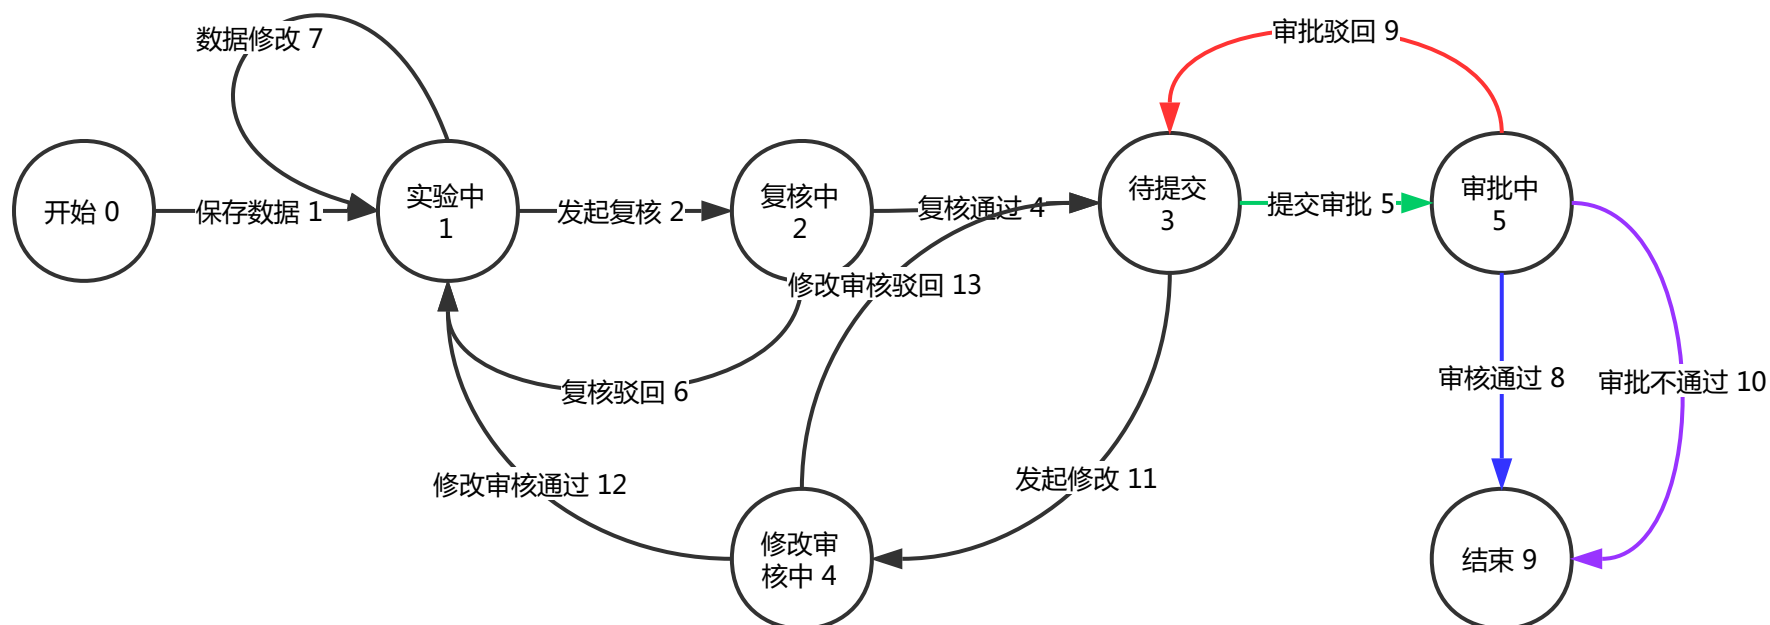 数据修改 7
审批驳回 9
开始 0
保存数据 1
实验中
1
发起复核 2
复核中
2
复核通过 4
待提交
3
提交审批 5
审批中
5
修改审核驳回 13
复核驳回 6
审核通过 8
审批不通过 10
修改审核通过 12
发起修改 11
修改审
核中 4
结束 9